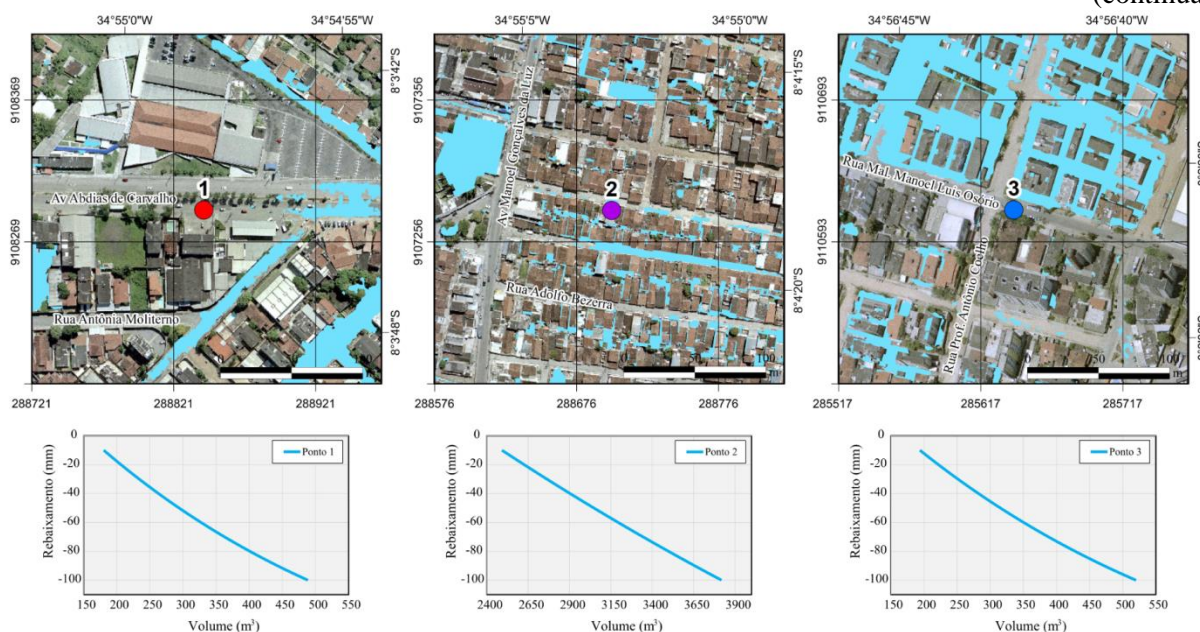 (continua
34°55'0"W
34°54'55"W
34°55'5"W
34°55'0"W
34°56'45"W
34°56'40"W
9108369
9108269
8°3'42"S
8°3'48"S
Av Abdias de Carvalho
1
Rua Antônia Moliterno
288721
288821
288921
9107356
9107256
8°4'15"S
8°4'20"S
Av. Manoel Gonçalves da Luz
2
Rua Adolfo Bezerra
0
50
100
m
288576
288676
288776
9110693
9110593
Rua Mal. Manoel Luis Osório
3
Rua Prof. Antônio Coelho
0
50
100
m
285517
285617
285717
Rebaixamento (mm)
0
-20
-40
-60
-80
-100
Ponto 1
150 200 250 300 350 400 450 500 550
Volume (m³)
Rebaixamento (mm)
0
-20
-40
-60
-80
-100
Ponto 2
2400 2650 2900 3150 3400 3650 3900
Volume (m³)
Rebaixamento (mm)
0
-20
-40
-60
-80
-100
Ponto 3
150 200 250 300 350 400 450 500 550
Volume (m³)